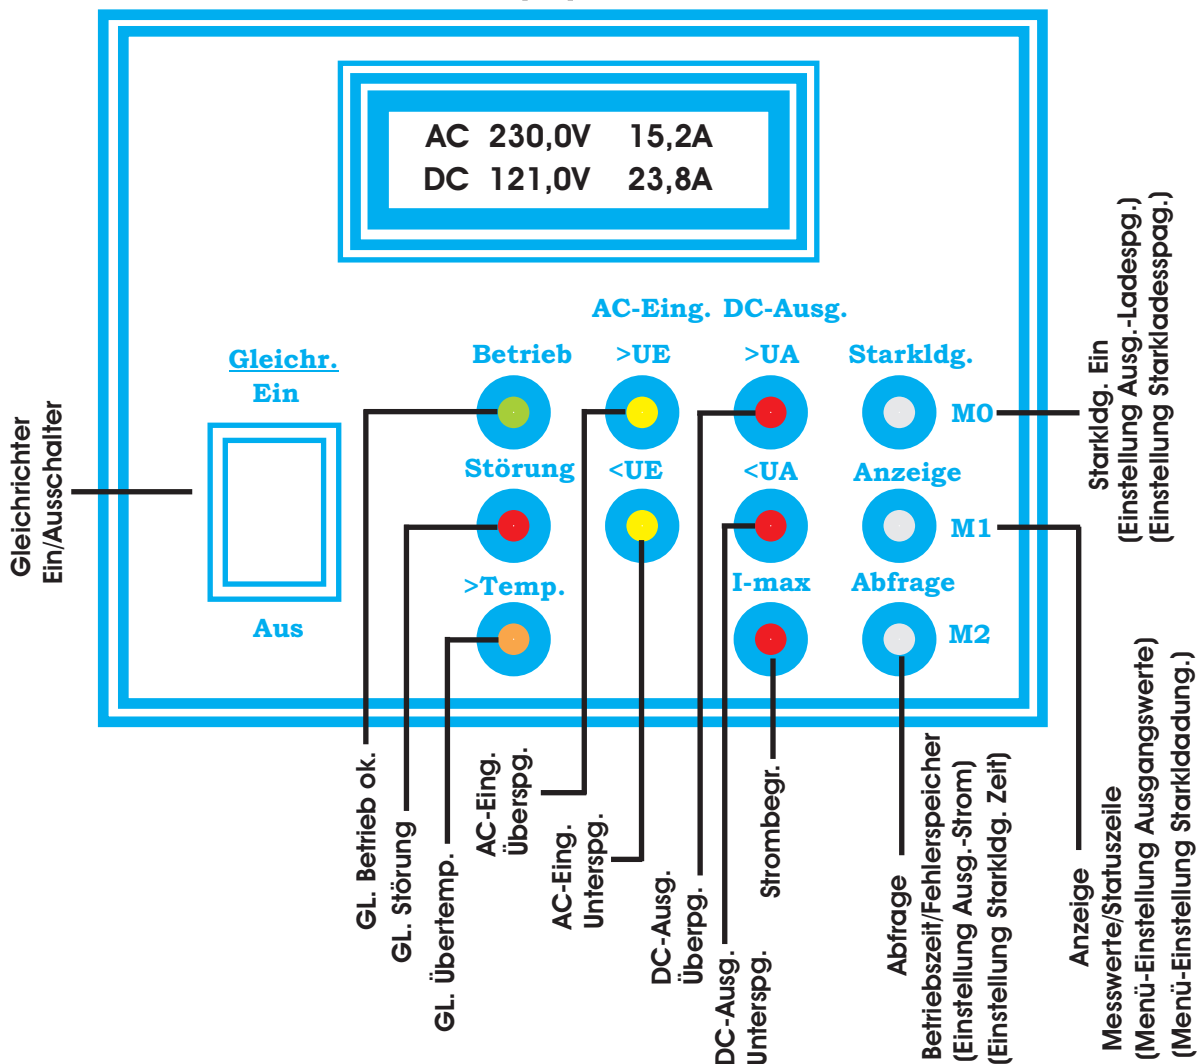 AC 230,0V 15,2A
DC 121,0V 23,8A
AC-Eing. DC-Ausg.
Gleichr.
Ein
Betrieb
>UE
>UA
Starkldg.
M0
Störung
<UE
<UA
Anzeige
M1
>Temp.
I-max
Abfrage
M2
Aus
Gleichrichter
Ein/Ausschalter
Starkldg. Ein
(Einstellung Ausg.-Ladespg.)
(Einstellung Starkladesspag.)
GL. Betrieb ok.
GL. Störung
GL. Übertemp.
AC-Eing.
Überspg.
AC-Eing.
Unterspg.
DC-Ausg.
Überpg.
DC-Ausg.
Unterspg.
Strombegr.
Abfrage
Betriebszeit/Fehlerspeicher
(Einstellung Ausg.-Strom)
(Einstellung Starkldg. Zeit)
Anzeige
Messwerte/Statuszeile
(Menü-Einstellung Ausgangswerte)
(Menü-Einstellung Starkldadung.)